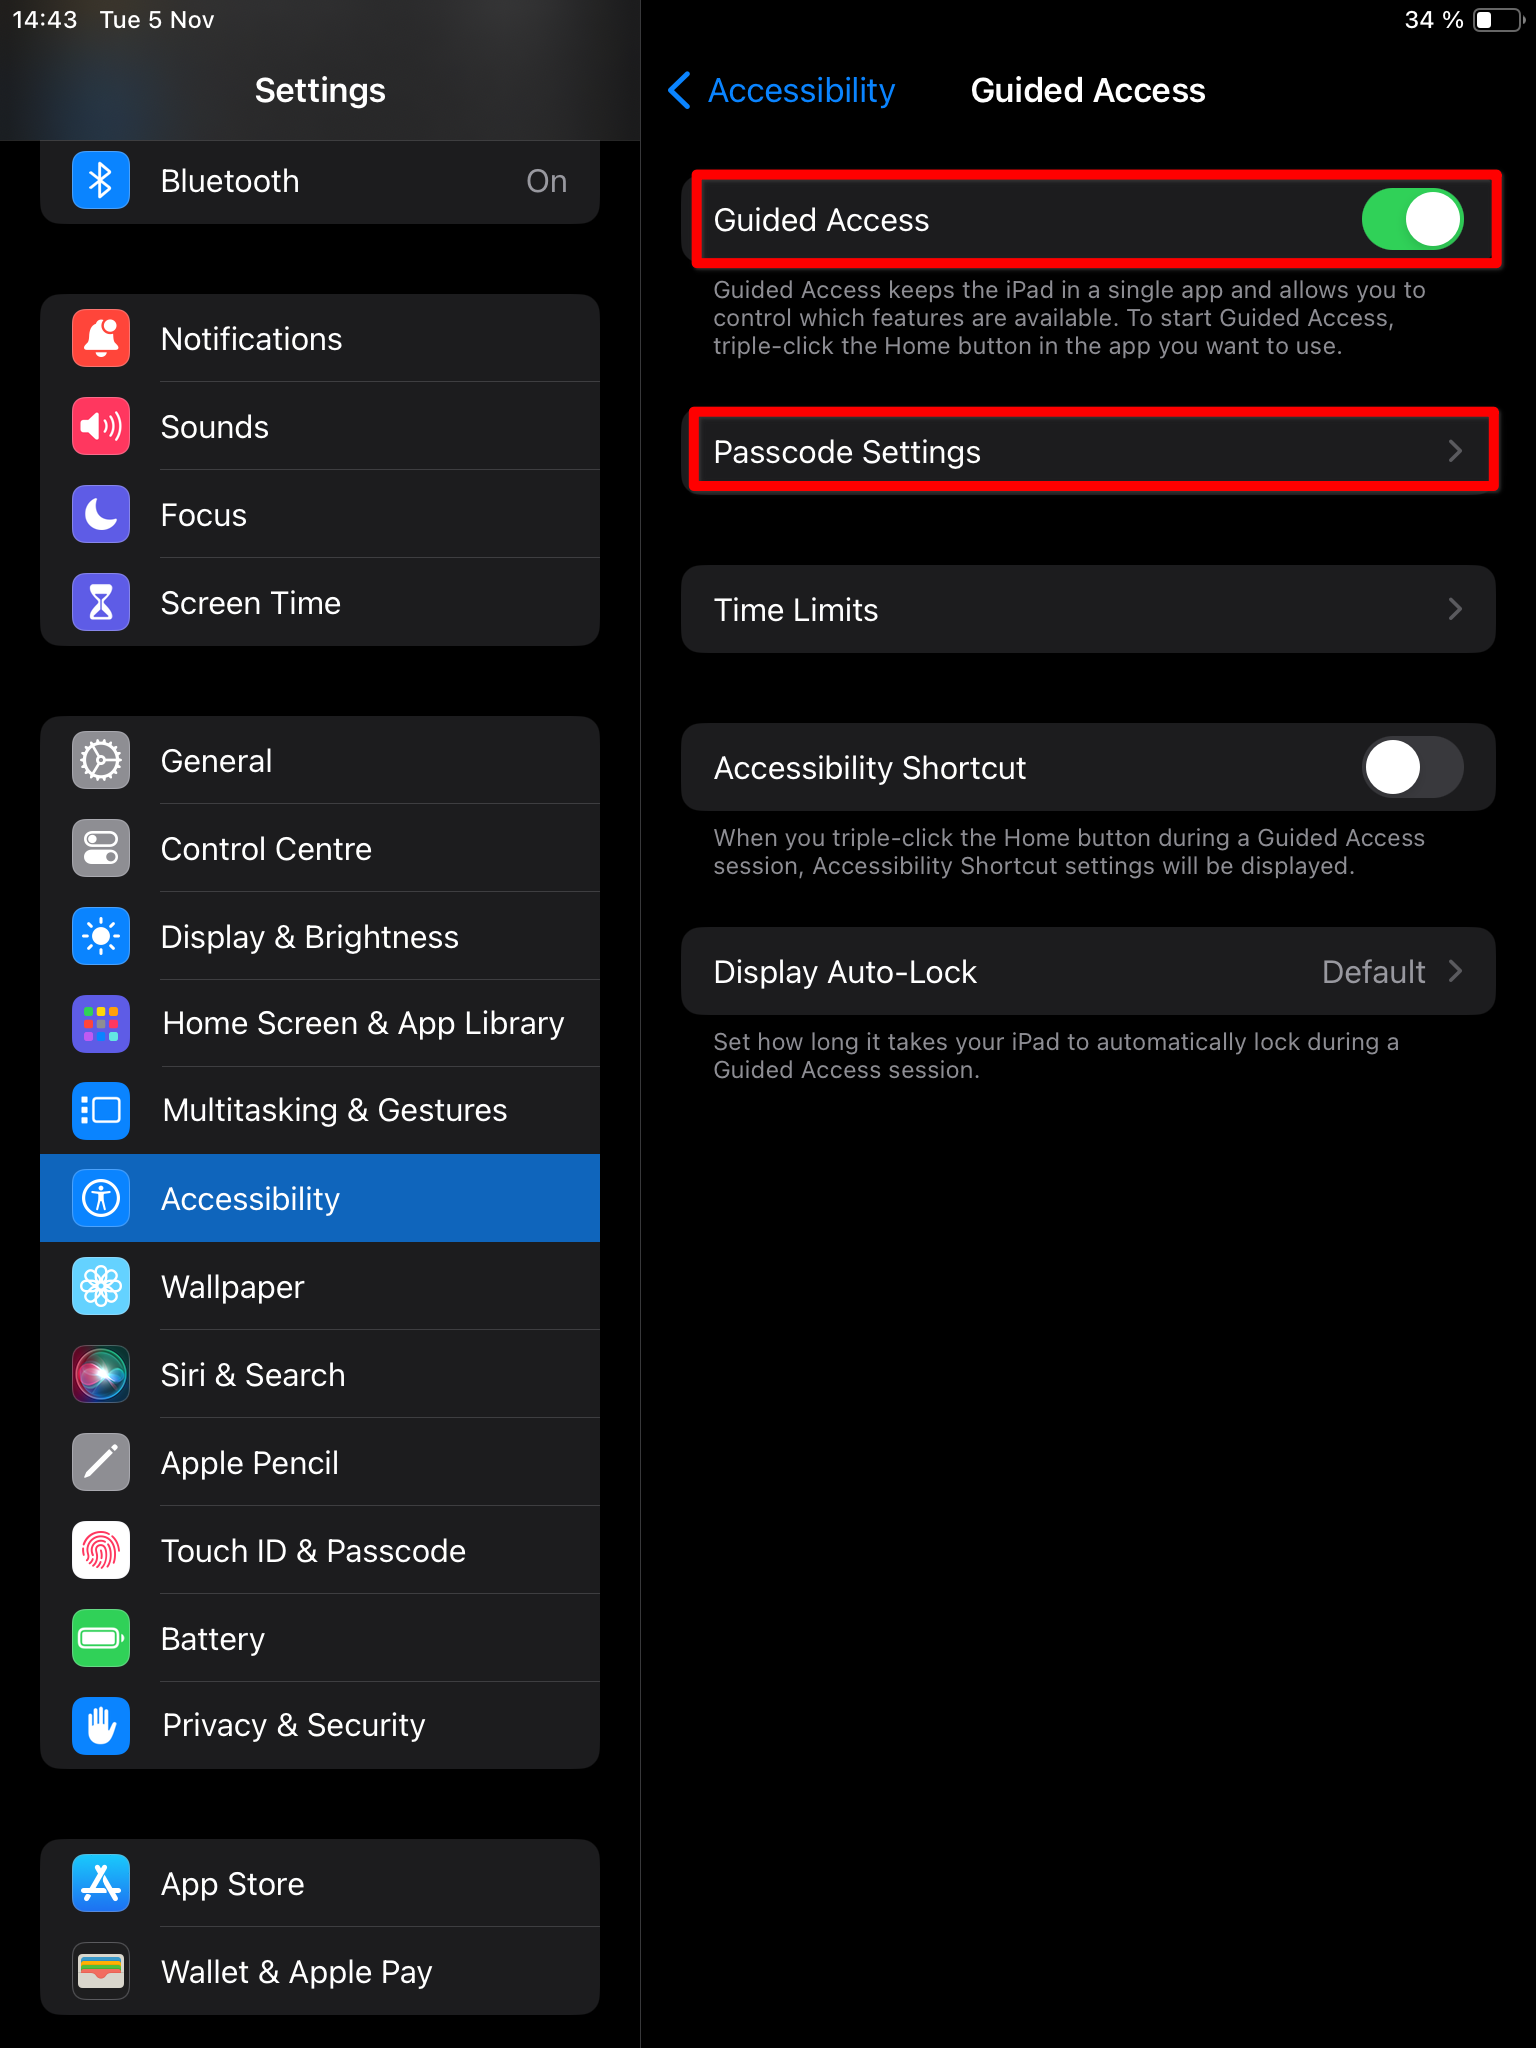 14:43 Tue 5 Nov
34 %
Settings
Bluetooth On
Notifications
Sounds
Focus
Screen Time
General
Control Centre
Display & Brightness
Home Screen & App Library
Multitasking & Gestures
Accessibility
Wallpaper
Siri & Search
Apple Pencil
Touch ID & Passcode
Battery
Privacy & Security
App Store
Wallet & Apple Pay
Accessibility Guided Access
Guided Access
Guided Access keeps the iPad in a single app and allows you to
control which features are available. To start Guided Access,
triple-click the Home button in the app you want to use.
Passcode Settings
Time Limits
Accessibility Shortcut
When you triple-click the Home button during a Guided Access
session, Accessibility Shortcut settings will be displayed.
Display Auto-Lock Default
Set how long it takes your iPad to automatically lock during a
Guided Access session.